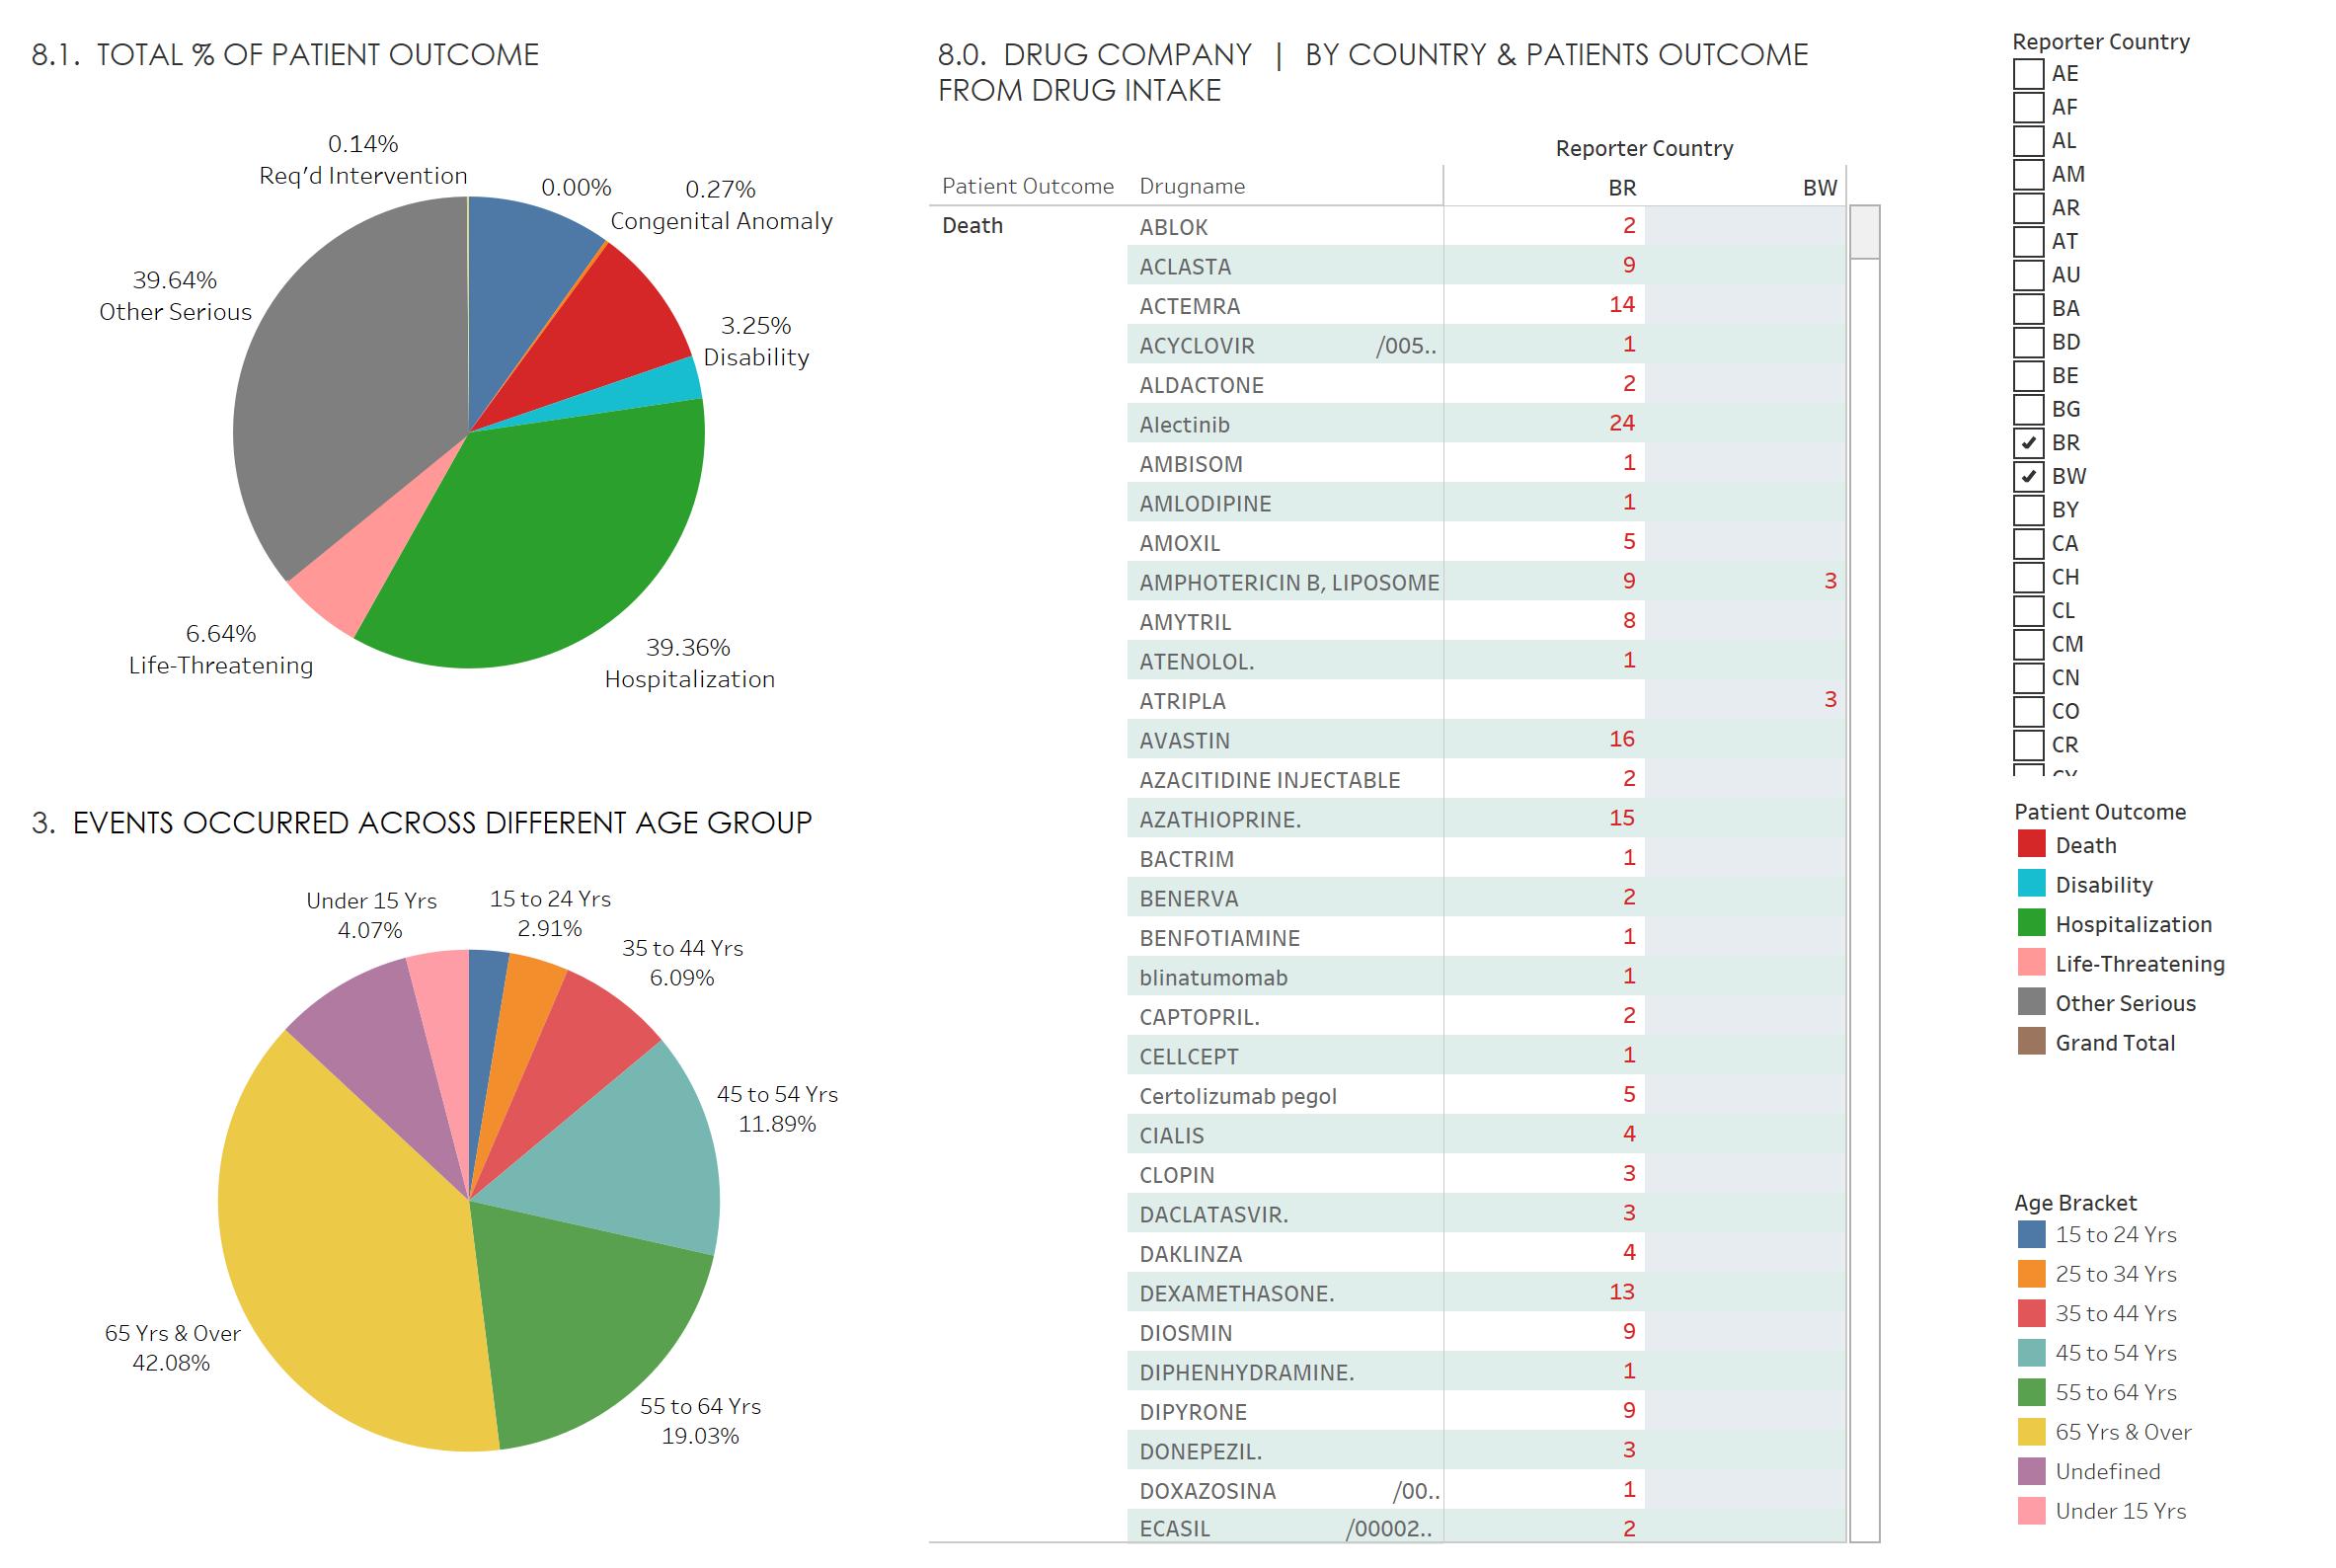 8.1. TOTAL % OF PATIENT OUTCOME
0.14%
Req'd Intervention
0.00%
0.27%
Congenital Anomaly
39.64%
Other Serious
3.25%
Disability
6.64%
Life-Threatening
39.36%
Hospitalization
3. EVENTS OCCURRED ACROSS DIFFERENT AGE GROUP
Under 15 Yrs
4.07%
15 to 24 Yrs
2.91%
35 to 44 Yrs
6.09%
45 to 54 Yrs
11.89%
65 Yrs & Over
42.08%
55 to 64 Yrs
19.03%
8.0. DRUG COMPANY | BY COUNTRY & PATIENTS OUTCOME
FROM DRUG INTAKE
Reporter Country
Patient Outcome Drugname BR BW
Death ABLOK 2
ACLASTA 9
ACTEMRA 14
ACYCLOVIR /005.. 1
ALDACTONE 2
Alectinib 24
AMBISOM 1
AMLODIPINE 1
AMOXIL 5
AMPHOTERICIN B, LIPOSOME 9 3
AMYTRIL 8
ATENOLOL. 1
ATRIPLA 3
AVASTIN 16
AZACITIDINE INJECTABLE 2
AZATHIOPRINE. 15
BACTRIM 1
BENERVA 2
BENFOTIAMINE 1
blinatumomab 1
CAPTOPRIL. 2
CELLCEPT 1
Certolizumab pegol 5
CIALIS 4
CLOPIN 3
DACLATASVIR. 3
DAKLINZA 4
DEXAMETHASONE. 13
DIOSMIN 9
DIPHENHYDRAMINE. 1
DIPYRONE 9
DONEPEZIL. 3
DOXAZOSINA /00.. 1
ECASIL /00002.. 2
Reporter Country
AE
AF
AL
AM
AR
AT
AU
BA
BD
BE
BG
BR
BW
BY
CA
CH
CL
CM
CN
CO
CR
Patient Outcome
Death
Disability
Hospitalization
Life-Threatening
Other Serious
Grand Total
Age Bracket
15 to 24 Yrs
25 to 34 Yrs
35 to 44 Yrs
45 to 54 Yrs
55 to 64 Yrs
65 Yrs & Over
Undefined
Under 15 Yrs